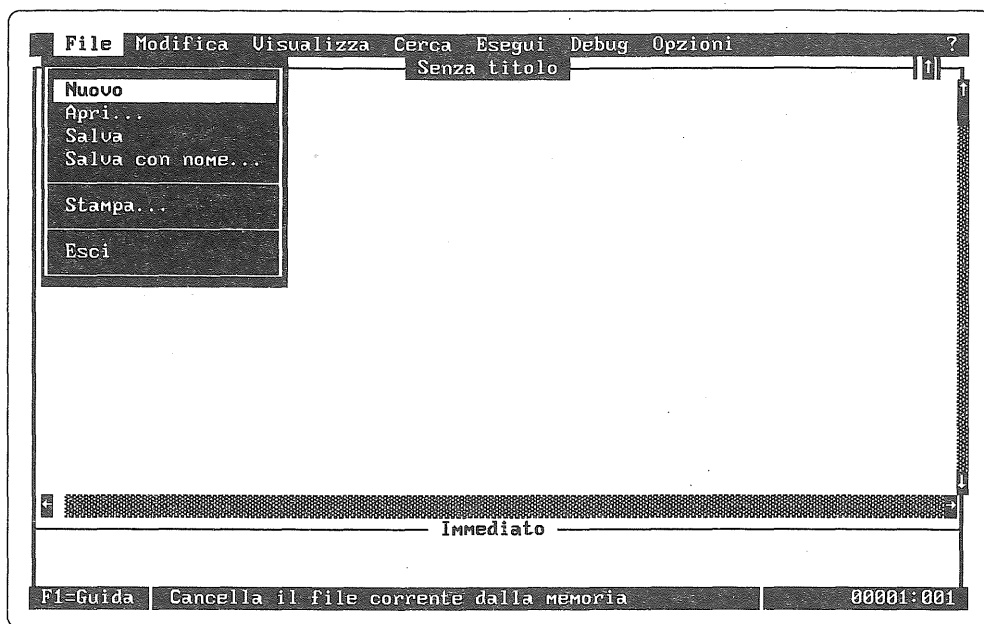 File Modifica Visualizza Cerca Esegui Debug Opzioni ?
Senza titolo ↑
Nuovo
Apri...
Salva
Salva con nome...
Stampa...
Esci
Immediato
F1=Guida Cancella il file corrente dalla memoria 00001:001